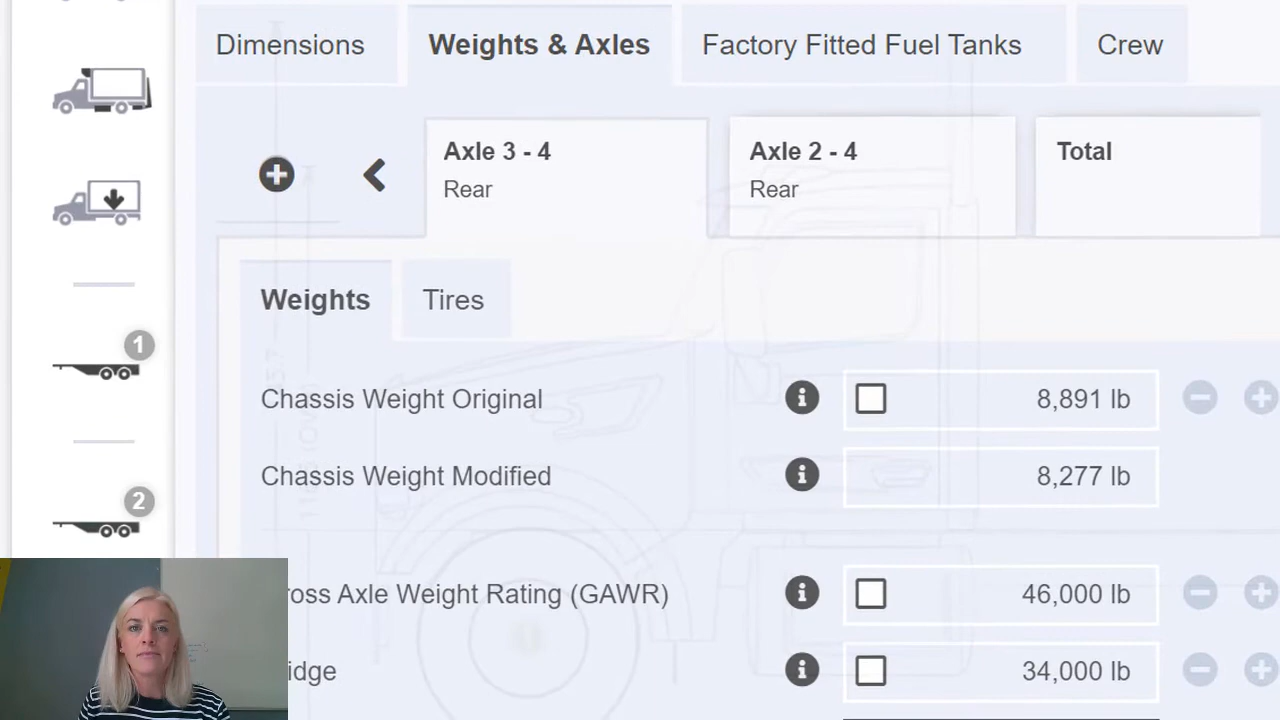 Dimensions
Weights & Axles
Factory Fitted Fuel Tanks
Crew
Axle 3 - 4
Rear
Axle 2 - 4
Rear
Total
Weights
Tires
1
Chassis Weight Original
8,891 lb
Chassis Weight Modified
8,277 lb
2
ross Axle Weight Rating (GAWR)
46,000 lb
idge
34,000 lb